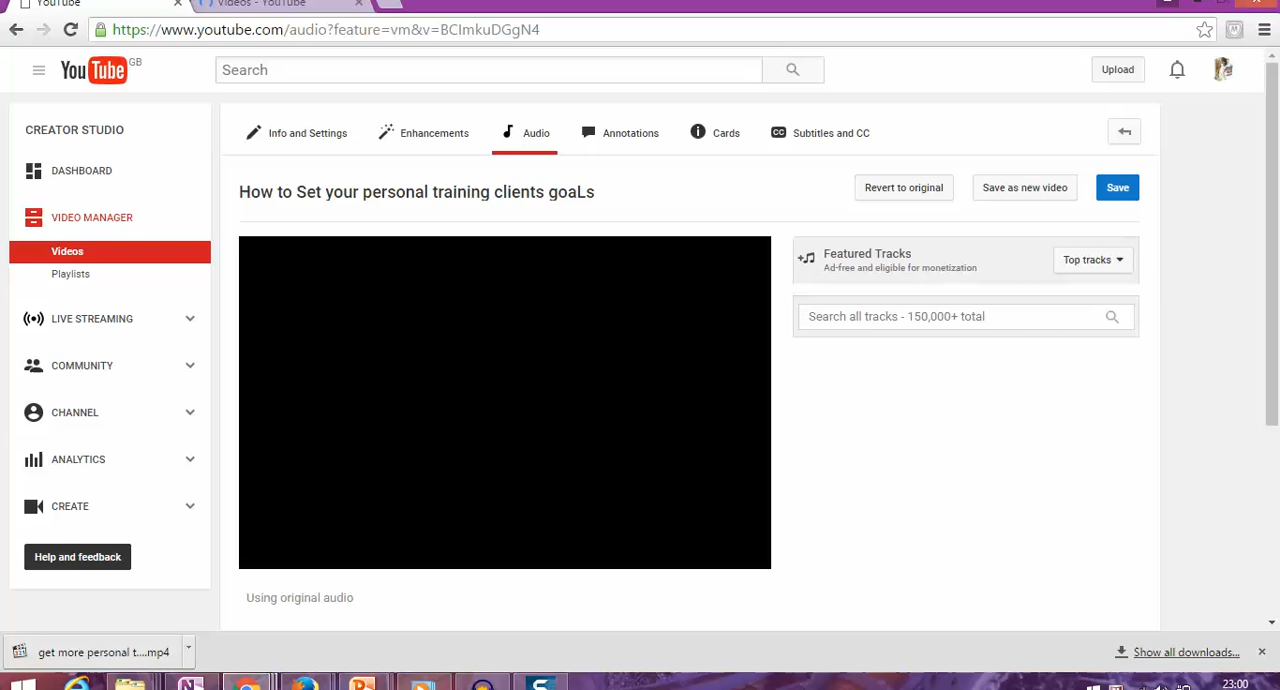 YouTube
Videos - YouTube
https://www.youtube.com/audio?feature=vm&v=BCImkuDGgN4
YouTube GB
Search
Upload
CREATOR STUDIO
DASHBOARD
VIDEO MANAGER
Videos
Playlists
LIVE STREAMING
COMMUNITY
CHANNEL
ANALYTICS
CREATE
Help and feedback
Info and Settings
Enhancements
Audio
Annotations
Cards
CC Subtitles and CC
How to Set your personal training clients goaLs
Revert to original
Save as new video
Save
Featured Tracks
Ad-free and eligible for monetization
Top tracks
Search all tracks - 150,000+ total
Using original audio
get more personal t....mp4
Show all downloads...
23:00